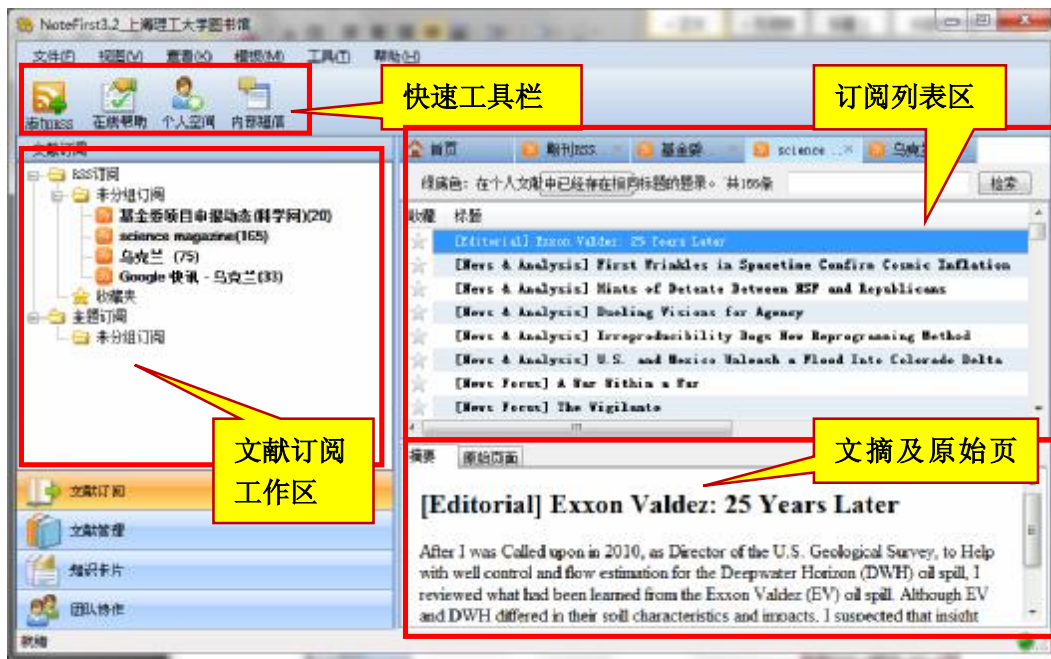 NoteFirst3.2_上海理工大学图书馆
文件(F) 视图(V) 查看(X) 模板(M) 工具(T) 帮助(H)
快速工具栏
订阅列表区
添加RSS 在线帮助 个人空间 内部短信
文献订阅
RSS订阅
未分组订阅
基金委项目申报动态(科学网)(20)
science magazine(165)
乌克兰 (75)
Google 快讯 - 乌克兰(33)
收藏夹
主题订阅
未分组订阅
文献订阅
工作区
文献订阅
文献管理
知识卡片
团队协作
就绪
首页 期刊RSS... 基金委... science ... 乌克兰
绿底色：在个人文献中已经存在相同标题的题录。 共166条 检索
收藏 标题
[Editorial] Exxon Valdez: 25 Years Later
[News & Analysis] First Wrinkles in Spacetime Confirm Cosmic Inflation
[News & Analysis] Hints of Detente Between NSF and Republicans
[News & Analysis] Dueling Visions for Agency
[News & Analysis] Irreproducibility Dogs New Reprogramming Method
[News & Analysis] U.S. and Mexico Unleash a Flood Into Colorado Delta
[News Focus] A War Within a War
[News Focus] The Vigilante
文摘及原始页
摘要 原始页面
[Editorial] Exxon Valdez: 25 Years Later
After I was Called upon in 2010, as Director of the U.S. Geological Survey, to Help
with well control and flow estimation for the Deepwater Horizon (DWH) oil spill, I
reviewed what had been learned from the Exxon Valdez (EV) oil spill. Although EV
and DWH differed in their spill characteristics and impacts, I suspected that insight